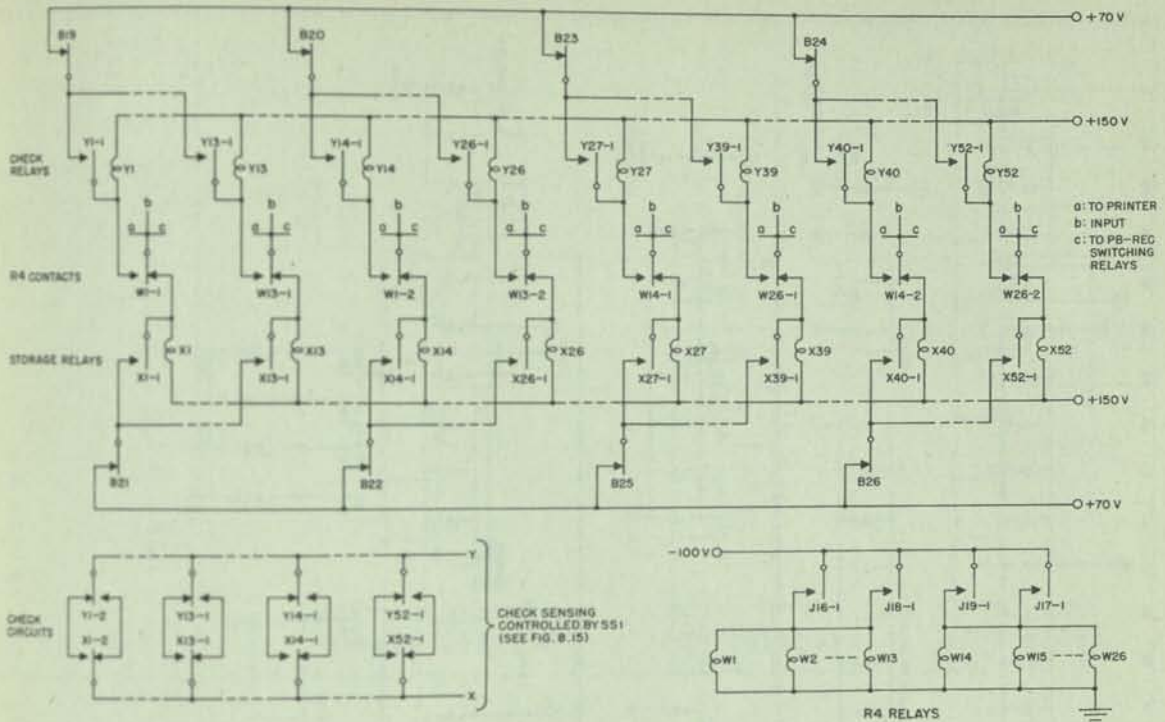 +70 V
B19
B20
B23
B24
+150 V
CHECK
RELAYS
Y1-1
Y1
Y13-1
Y13
Y14-1
Y14
Y26-1
Y26
Y27-1
Y27
Y39-1
Y39
Y40-1
Y40
Y52-1
Y52
b
a c
b
a c
b
a c
b
a c
b
a c
b
a c
b
a c
b
a c
a: TO PRINTER
b: INPUT
c: TO PB-REG
SWITCHING
RELAYS
R4 CONTACTS
W1-1
W13-1
W1-2
W13-2
W14-1
W26-1
W14-2
W26-2
STORAGE RELAYS
X1-1
X1
X13-1
X13
X14-1
X14
X26-1
X26
X27-1
X27
X39-1
X39
X40-1
X40
X52-1
X52
+150 V
B21
B22
B25
B26
+70 V
CHECK
CIRCUITS
Y
Y1-2
Y13-1
Y14-1
Y52-1
X1-2
X13-1
X14-1
X52-1
X
CHECK SENSING
CONTROLLED BY SS1
(SEE FIG. 8.15)
-100 V
J16-1
J18-1
J19-1
J17-1
W1
W2
W13
W14
W15
W26
R4 RELAYS